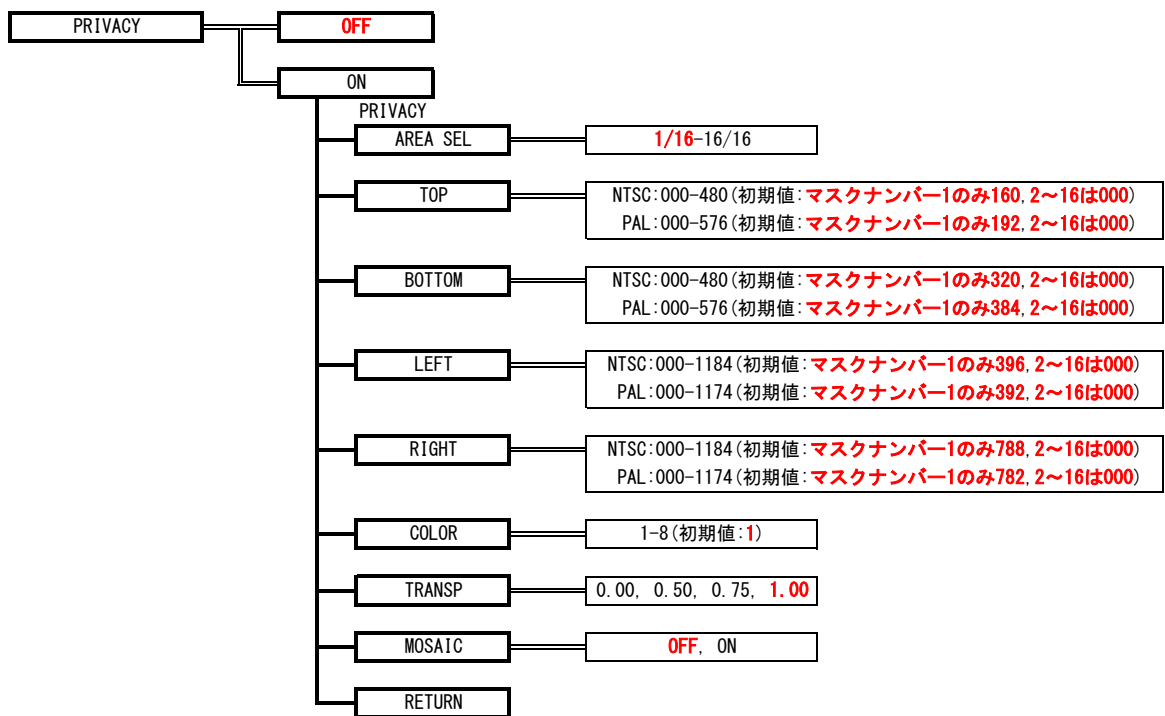 PRIVACY OFF
ON
PRIVACY
AREA SEL 1/16-16/16
TOP NTSC:000-480(初期値:マスクナンバー1のみ160,2～16は000)
PAL:000-576(初期値:マスクナンバー1のみ192,2～16は000)
BOTTOM NTSC:000-480(初期値:マスクナンバー1のみ320,2～16は000)
PAL:000-576(初期値:マスクナンバー1のみ384,2～16は000)
LEFT NTSC:000-1184(初期値:マスクナンバー1のみ396,2～16は000)
PAL:000-1174(初期値:マスクナンバー1のみ392,2～16は000)
RIGHT NTSC:000-1184(初期値:マスクナンバー1のみ788,2～16は000)
PAL:000-1174(初期値:マスクナンバー1のみ782,2～16は000)
COLOR 1-8(初期値:1)
TRANSP 0.00, 0.50, 0.75, 1.00
MOSAIC OFF, ON
RETURN